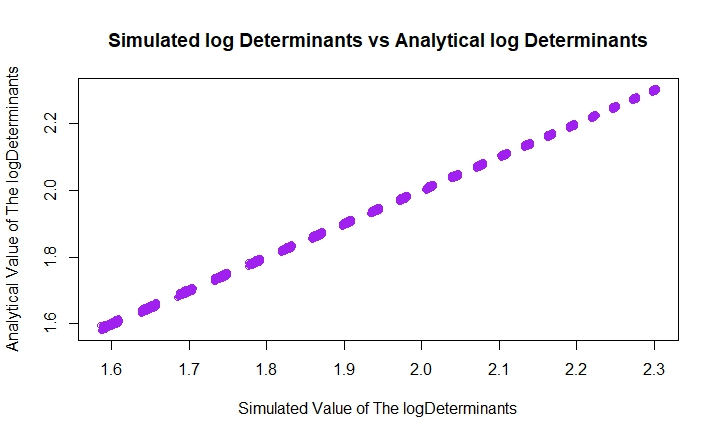 Simulated log Determinants vs Analytical log Determinants
Analytical Value of The logDeterminants
2.2
2.0
1.8
1.6
1.6 1.7 1.8 1.9 2.0 2.1 2.2 2.3
Simulated Value of The logDeterminants